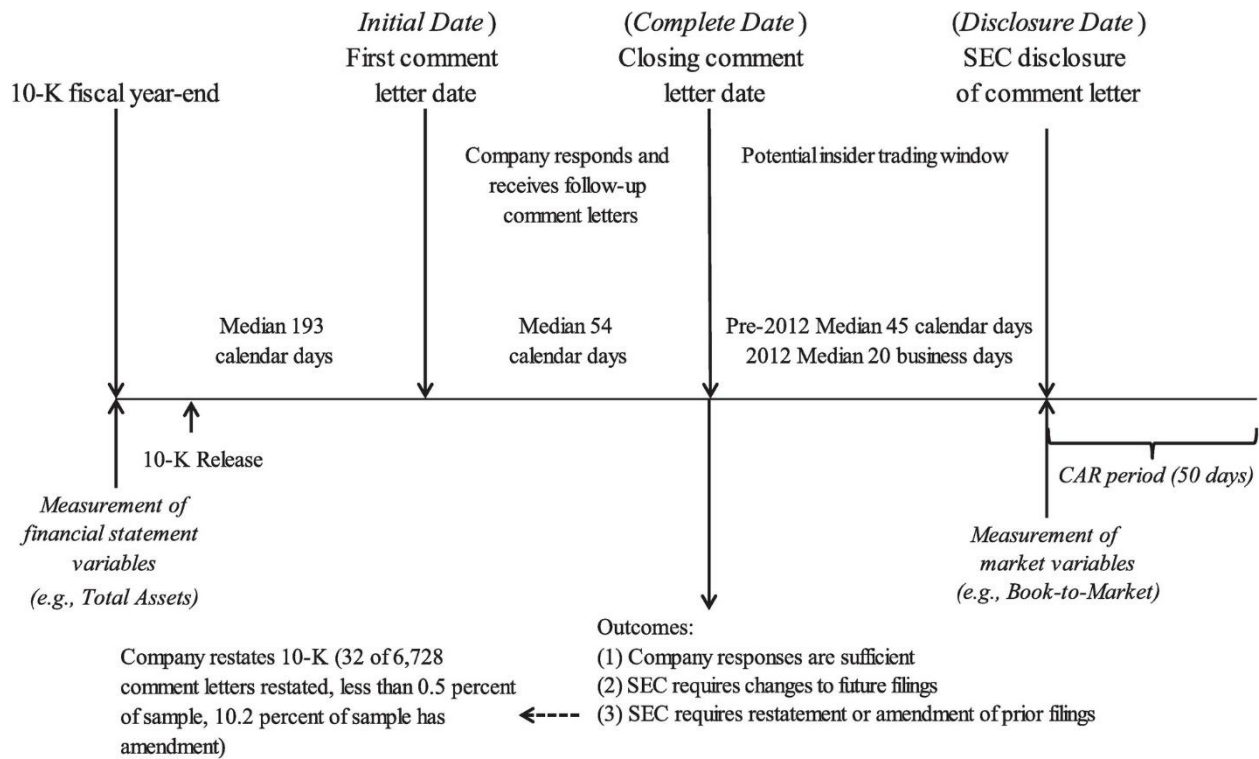 Initial Date )
First comment
letter date
(Complete Date)
Closing comment
letter date
(Disclosure Date)
SEC disclosure
of comment letter
10-K fiscal year-end
Company responds and
receives follow-up
comment letters
Potential insider trading window
Median 193
calendar days
Median 54
calendar days
Pre-2012 Median 45 calendar days
2012 Median 20 business days
10-K Release
CAR period (50 days)
Measurement of
financial statement
variables
(e.g., Total Assets)
Measurement of
market variables
(e.g., Book-to-Market)
Company restates 10-K (32 of 6,728
comment letters restated, less than 0.5 percent
of sample, 10.2 percent of sample has
amendment)
Outcomes:
(1) Company responses are sufficient
(2) SEC requires changes to future filings
(3) SEC requires restatement or amendment of prior filings